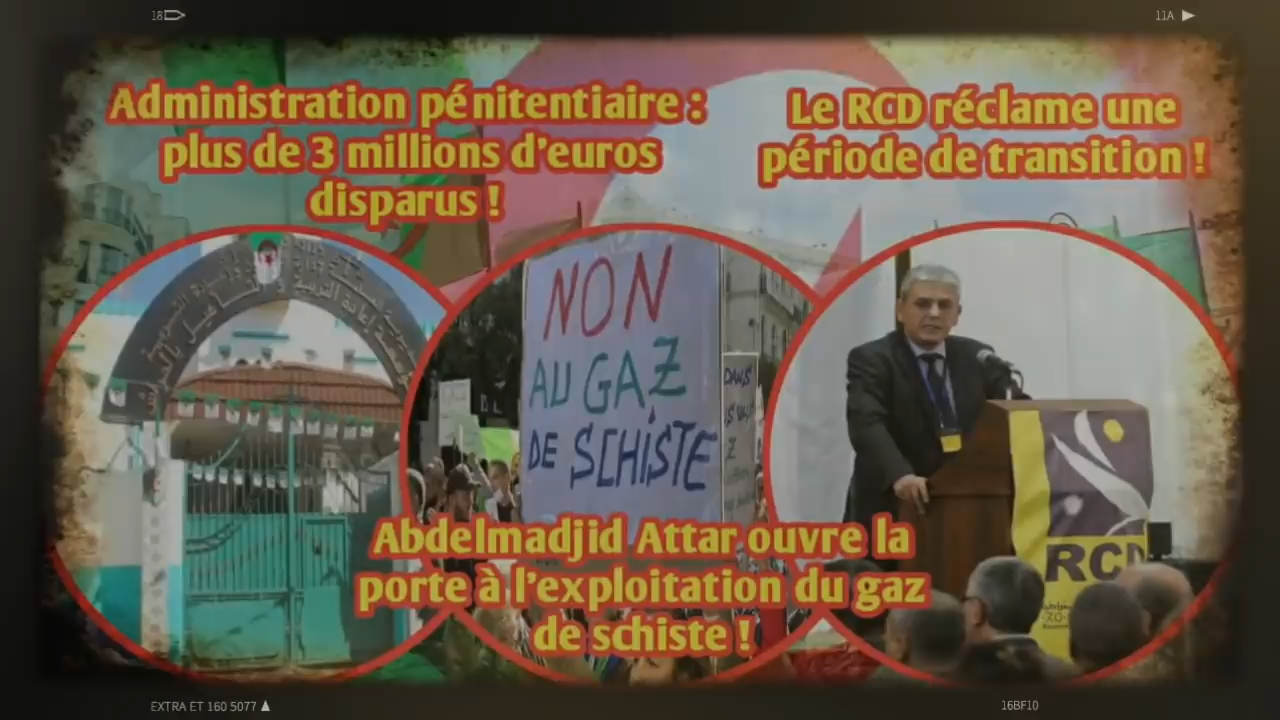 18
11A
Administration pénitentiaire :
plus de 3 millions d'euros
disparus !
Le RCD réclame une
période de transition !
NON
AU GAZ
DE SCHISTE
DANS
Z
RCD
Abdelmadjid Attar ouvre la
porte à l'exploitation du gaz
de schiste !
EXTRA ET 160 5077
16BF10